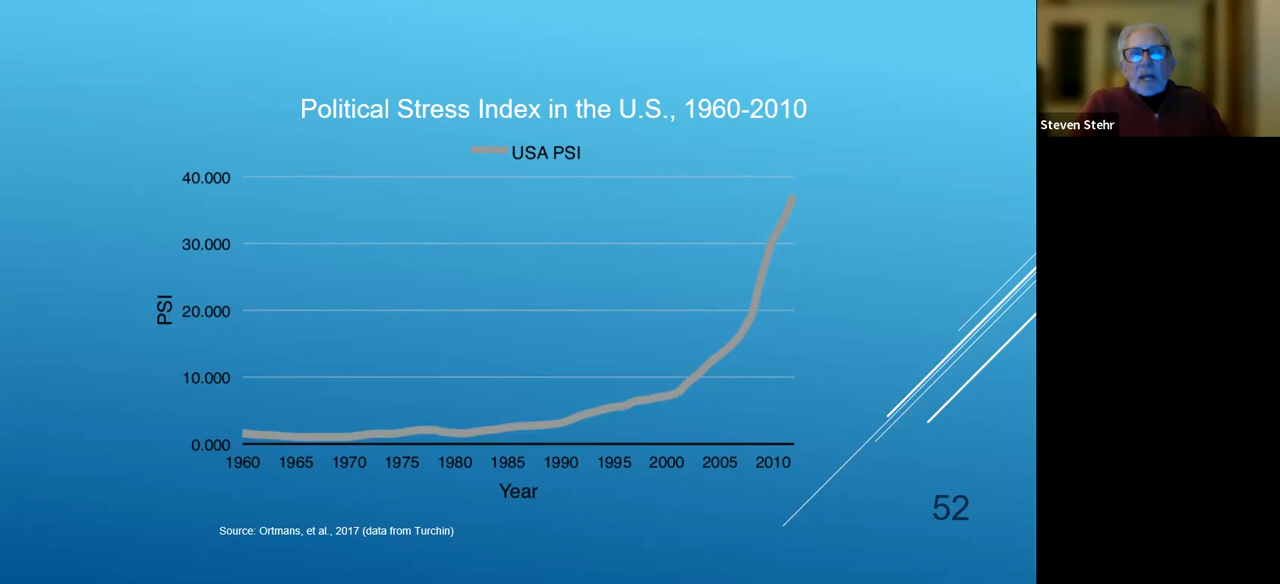 Political Stress Index in the U.S., 1960-2010
USA PSI
40.000
30.000
20.000
10.000
0.000
PSI
1960 1965 1970 1975 1980 1985 1990 1995 2000 2005 2010
Year
Source: Ortmans, et al., 2017 (data from Turchin)
52
Steven Stehr